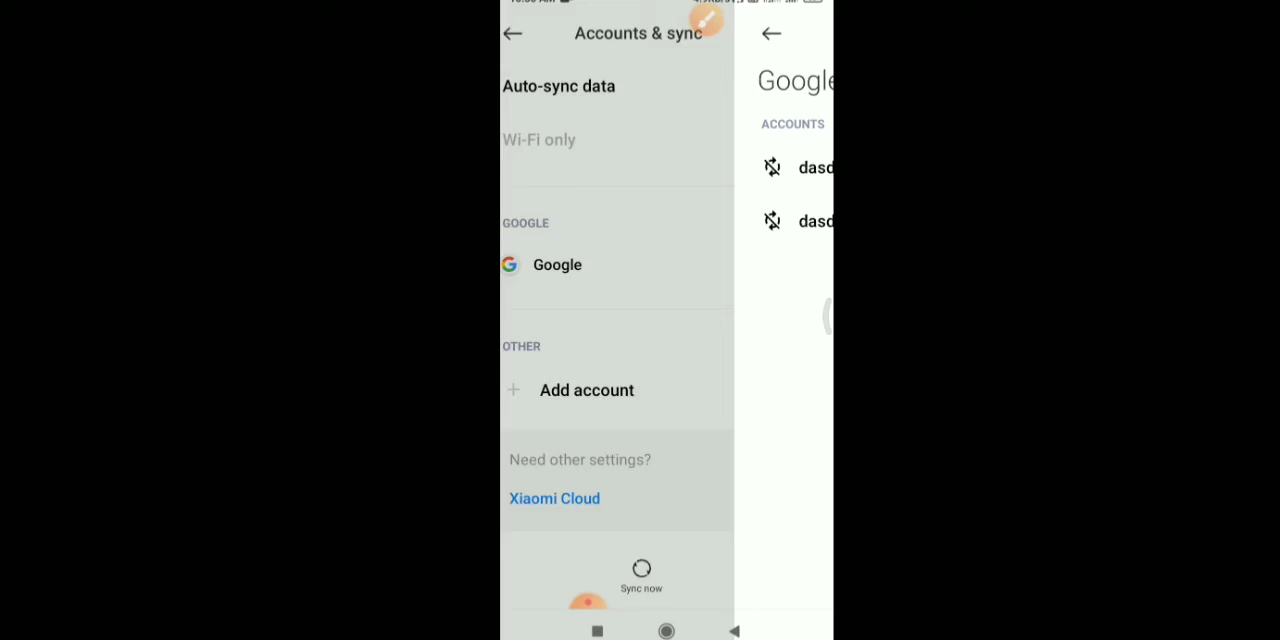 Accounts & sync
Auto-sync data
Wi-Fi only
GOOGLE
Google
OTHER
Add account
Need other settings?
Xiaomi Cloud
Sync now
Google
ACCOUNTS
dasd
dasd